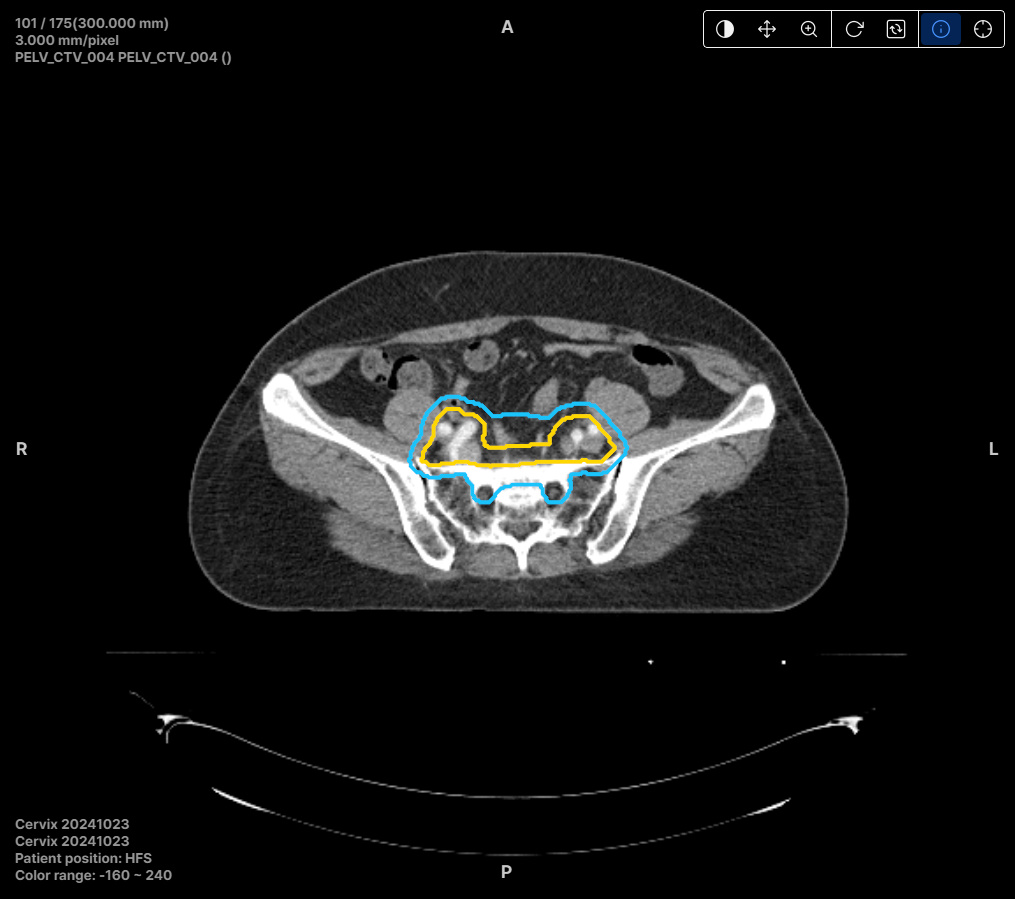 101 / 175(300.000 mm)
3.000 mm/pixel
PELV_CTV_004 PELV_CTV_004 ()
A
R
L
Cervix 20241023
Cervix 20241023
Patient position: HFS
Color range: -160 ~ 240
P